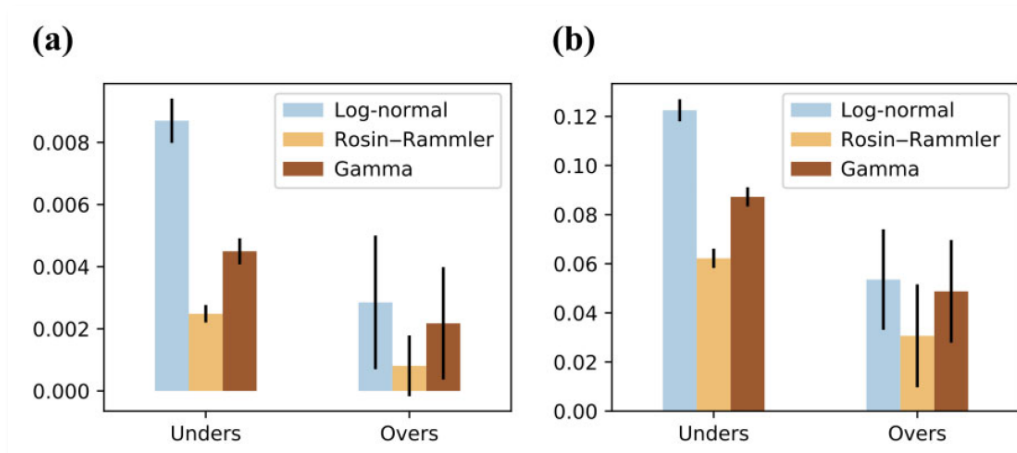 (a)
0.008
0.006
0.004
0.002
0.000
Log-normal
Rosin–Rammler
Gamma
Unders
Overs
(b)
0.12
0.10
0.08
0.06
0.04
0.02
0.00
Log-normal
Rosin–Rammler
Gamma
Unders
Overs